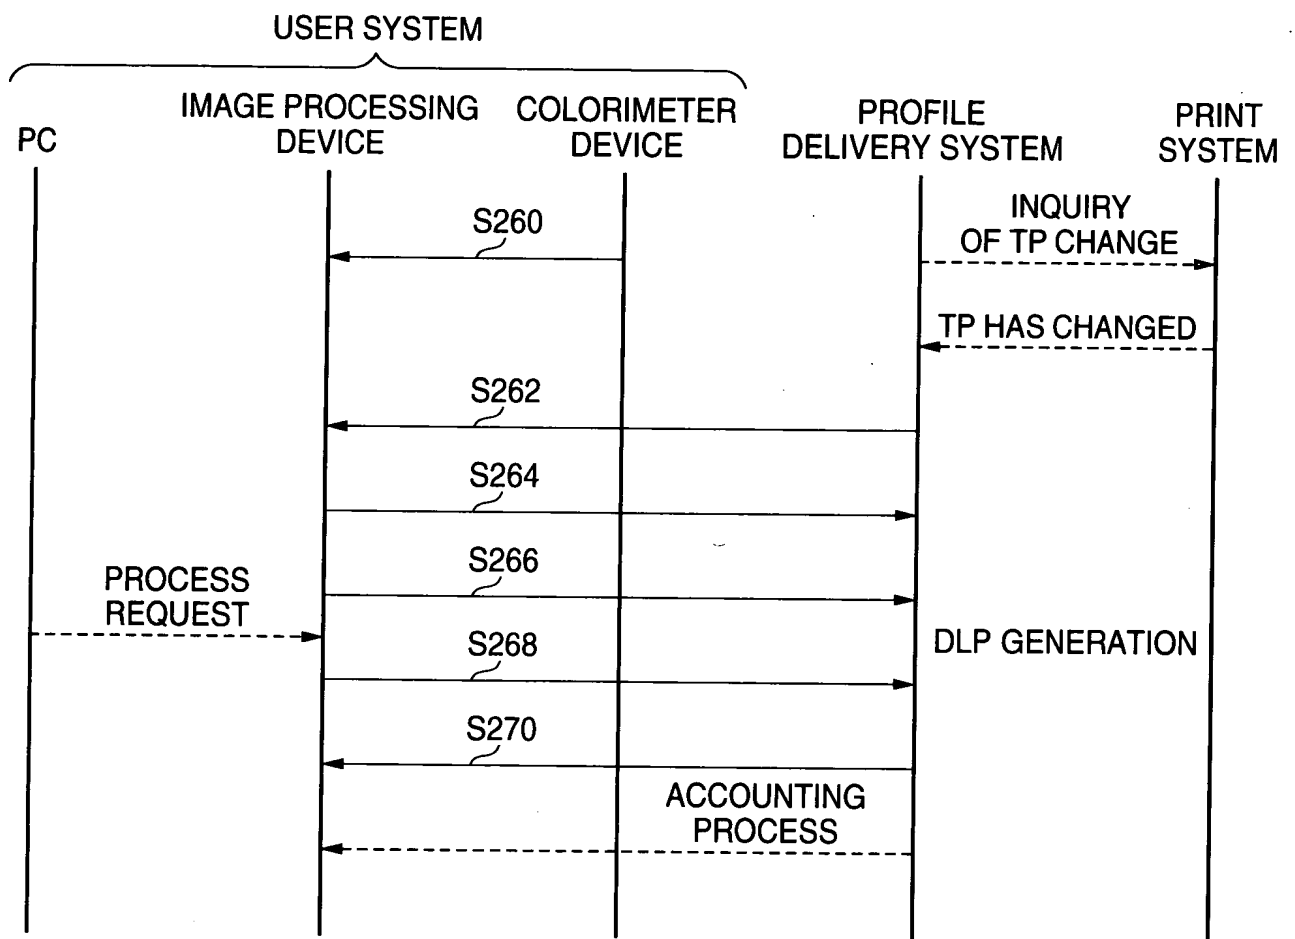 USER SYSTEM
PC
IMAGE PROCESSING
DEVICE
COLORIMETER
DEVICE
PROFILE
DELIVERY SYSTEM
PRINT
SYSTEM
S260
INQUIRY
OF TP CHANGE
TP HAS CHANGED
S262
S264
S266
PROCESS
REQUEST
S268
DLP GENERATION
S270
ACCOUNTING
PROCESS